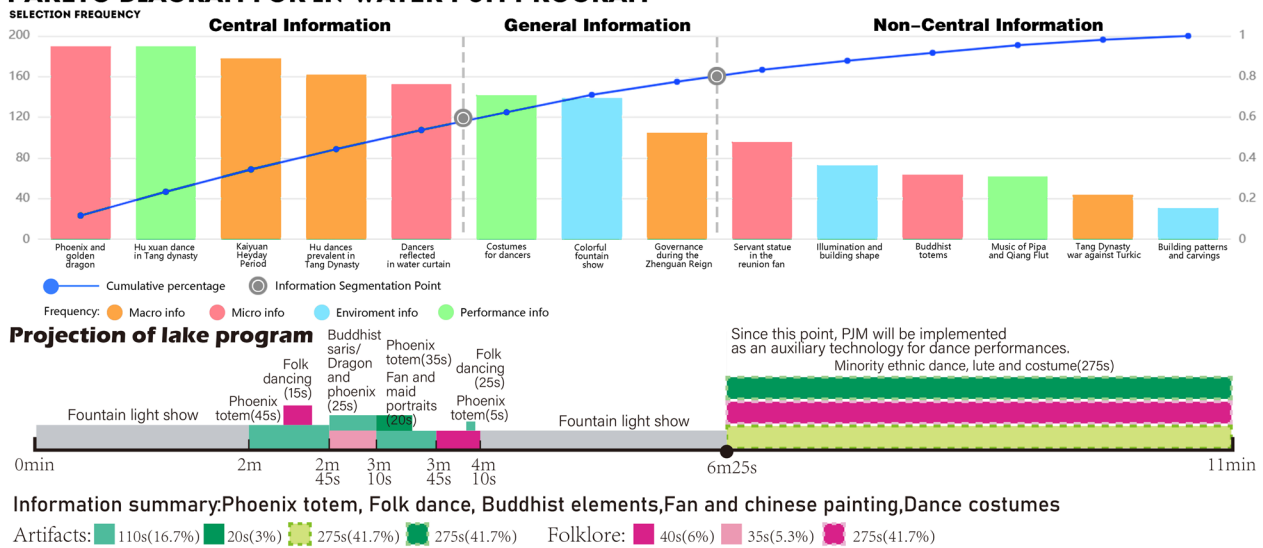 PARETO DIAGRAM FOR IN-WATER PUTI PROGRAM
SELECTION FREQUENCY
Central Information
General Information
Non-Central Information
200
160
120
80
40
0
1
0.8
0.6
0.4
0.2
0
Phoenix and
golden
dragon
Hu xuan dance
in Tang dynasty
Kaiyuan
Heyday
Period
Hu dances
prevalent in
Tang Dynasty
Dancers
reflected
in water curtain
Costumes
for dancers
Colorful
fountain
show
Governance
during the
Zhenguan Reign
Servant statue
in the
reunion fan
Illumination and
building shape
Buddhist
totems
Music of Pipa
and Qiang Flut
Tang Dynasty
war against Turkic
Building patterns
and carvings
Cumulative percentage
Information Segmentation Point
Frequency:
Macro info
Micro info
Enviroment info
Performance info
Projection of lake program
Fountain light show
Phoenix
totem(45s)
Folk
dancing
(15s)
Buddhist
saris/
Dragon
and
phoenix
(25s)
Phoenix
totem(35s)
Fan and
maid
portraits
(20s)
Folk
dancing
(25s)
Phoenix
totem(5s)
Fountain light show
Since this point, PJM will be implemented
as an auxiliary technology for dance performances.
Minority ethnic dance, lute and costume(275s)
0min
2m
2m
45s
3m
10s
3m
45s
4m
10s
6m25s
11min
Information summary:Phoenix totem, Folk dance, Buddhist elements,Fan and chinese painting,Dance costumes
Artifacts: 110s(16.7%) 20s(3%) 275s(41.7%) 275s(41.7%) Folklore: 40s(6%) 35s(5.3%) 275s(41.7%)